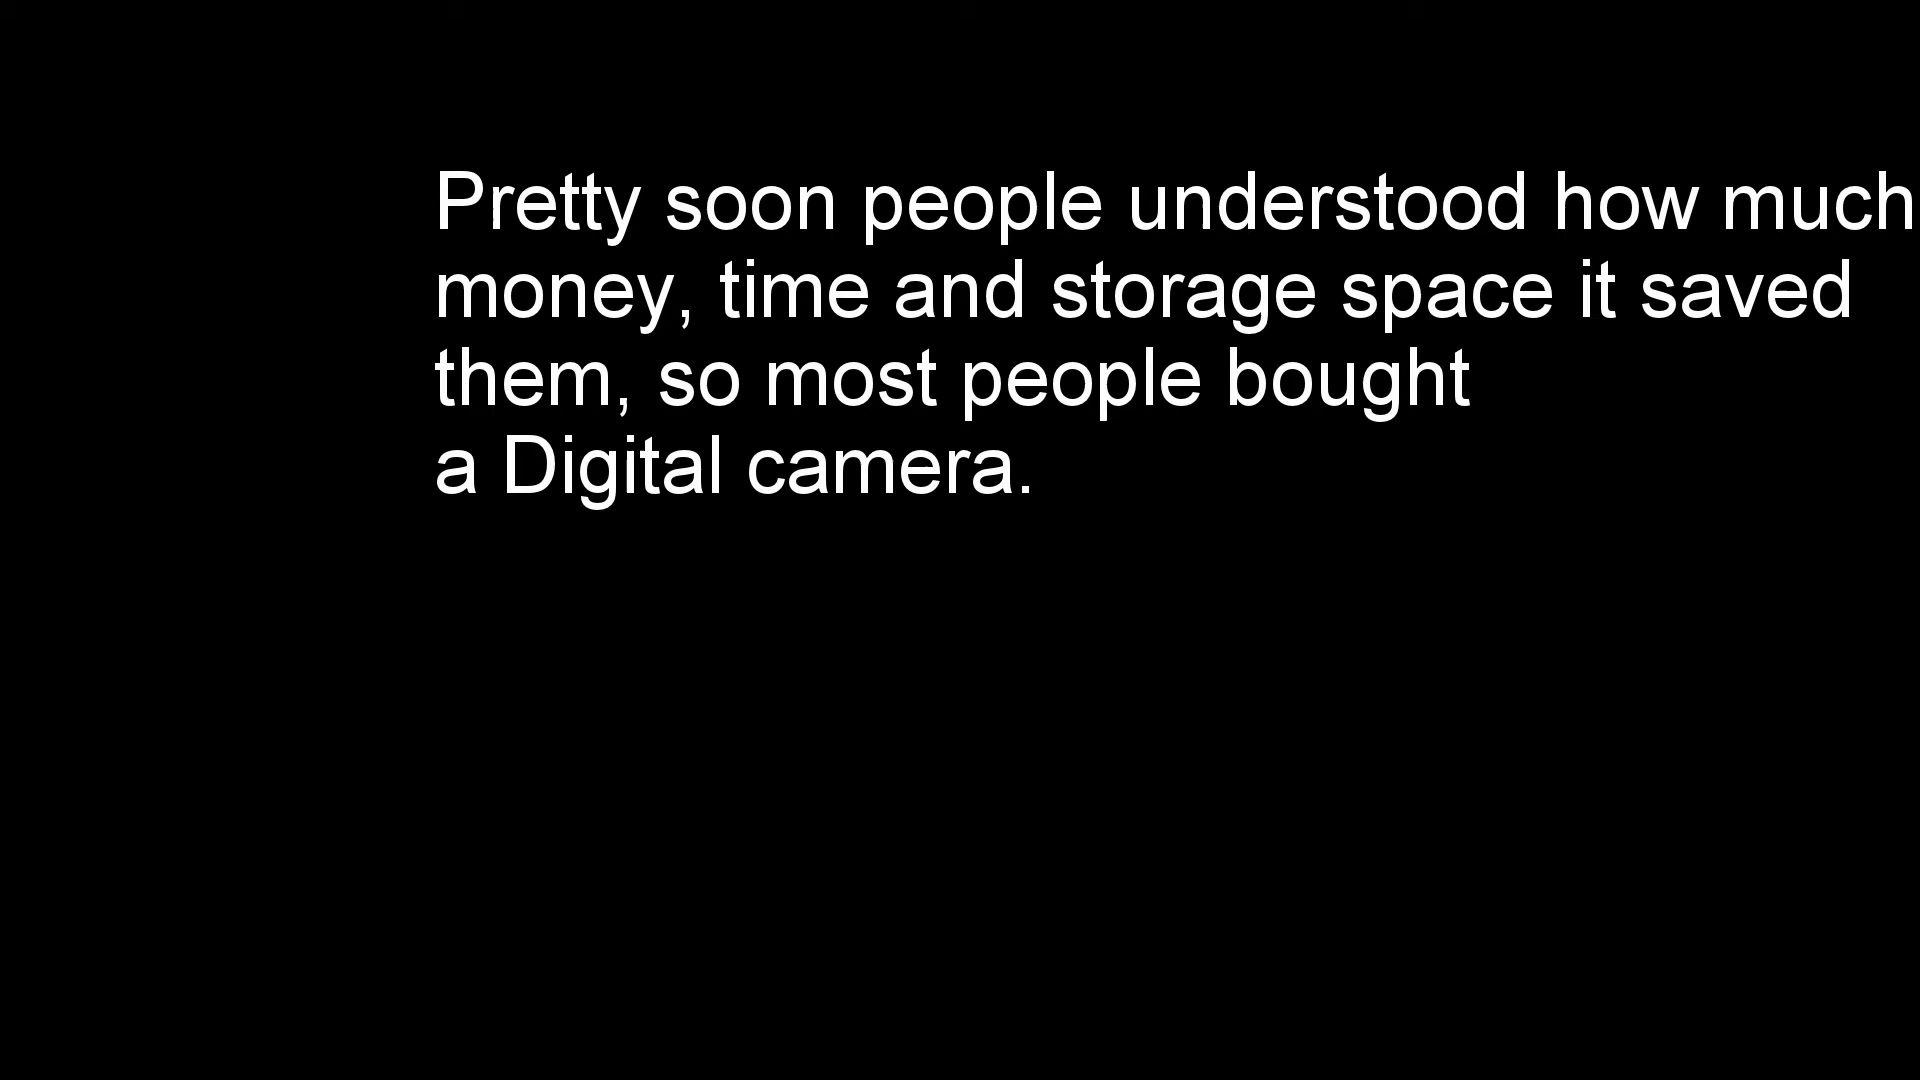 Pretty soon people understood how much
money, time and storage space it saved
them, so most people bought
a Digital camera.